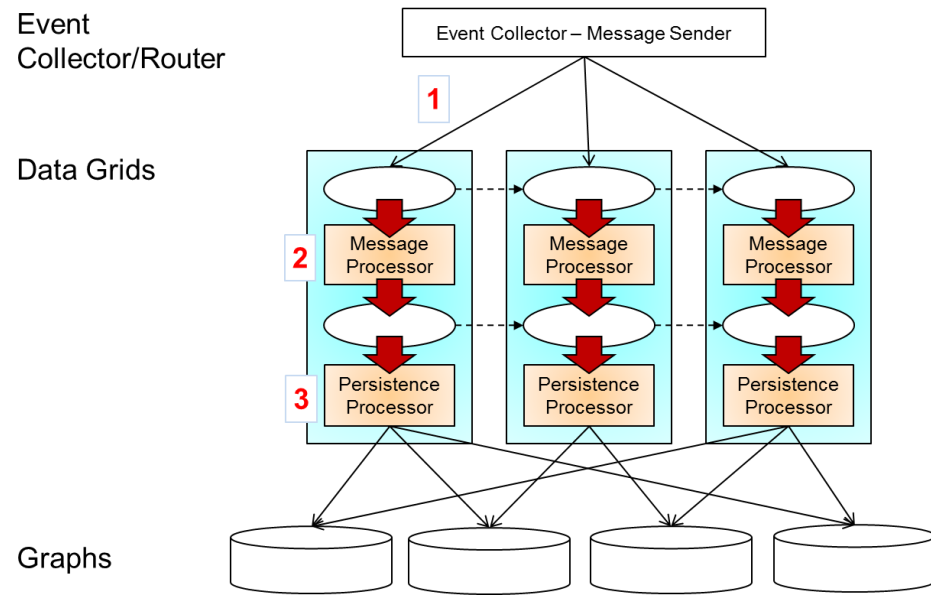 Event
Collector/Router
Event Collector – Message Sender
1
Data Grids
2
Message
Processor
Message
Processor
Message
Processor
3
Persistence
Processor
Persistence
Processor
Persistence
Processor
Graphs